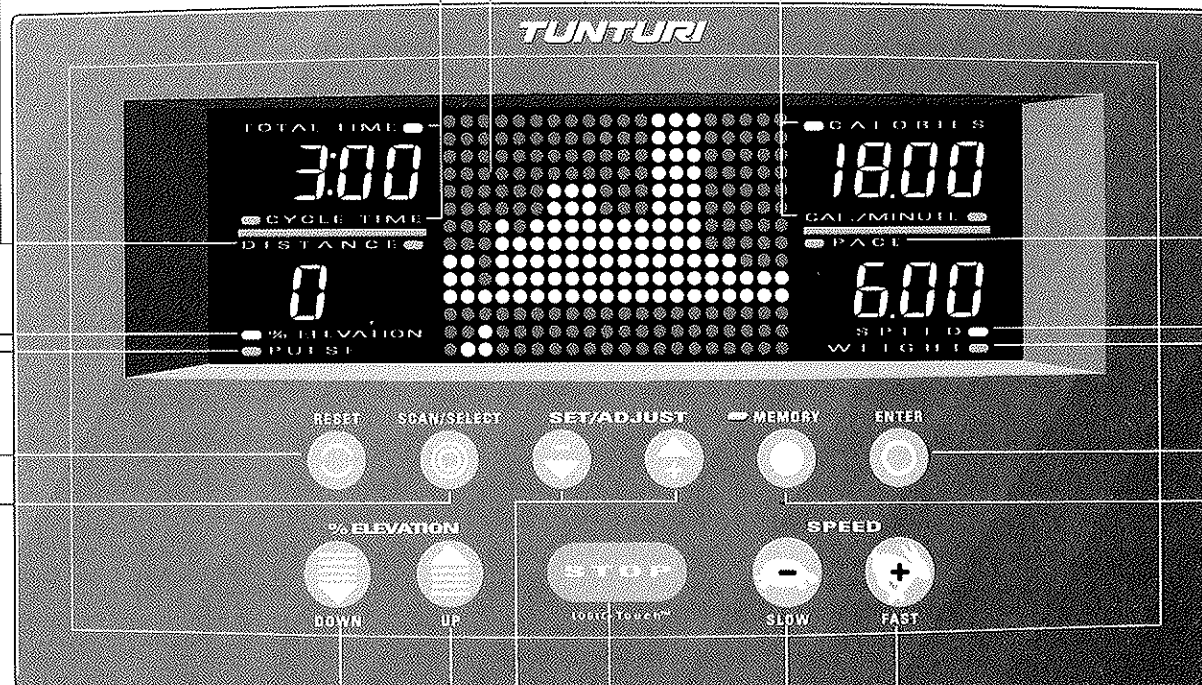 TUNTURI
TOTAL TIME
3:00
CYCLE TIME
DISTANCE
0
% ELEVATION
PULSE
CALORIES
18.00
CAL./MINUTE
PACE
6.00
SPEED
WEIGHT
RESET
SCAN/SELECT
SET/ADJUST
MEMORY
ENTER
% ELEVATION
SPEED
STOP
- +
DOWN
UP
SLOW
FAST